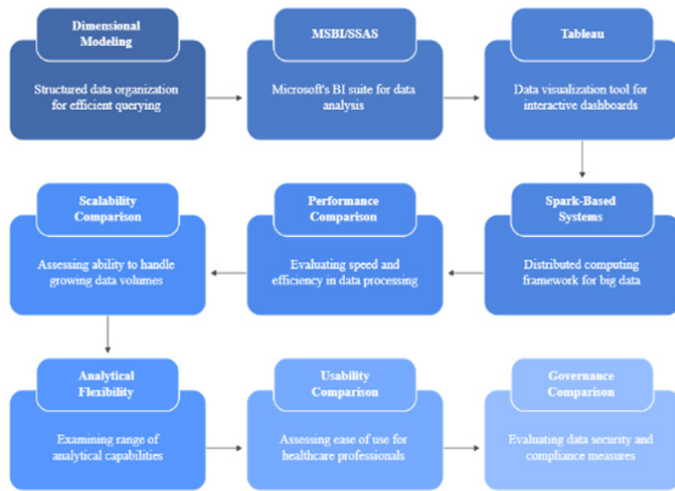 Dimensional
Modeling
Structured data organization
for efficient querying
MSBI/SSAS
Microsoft's BI suite for data
analysis
Tableau
Data visualization tool for
interactive dashboards
Spark-Based
Systems
Distributed computing
framework for big data
Performance
Comparison
Evaluating speed and
efficiency in data processing
Scalability
Comparison
Assessing ability to handle
growing data volumes
Analytical
Flexibility
Examining range of
analytical capabilities
Usability
Comparison
Assessing ease of use for
healthcare professionals
Governance
Comparison
Evaluating data security and
compliance measures